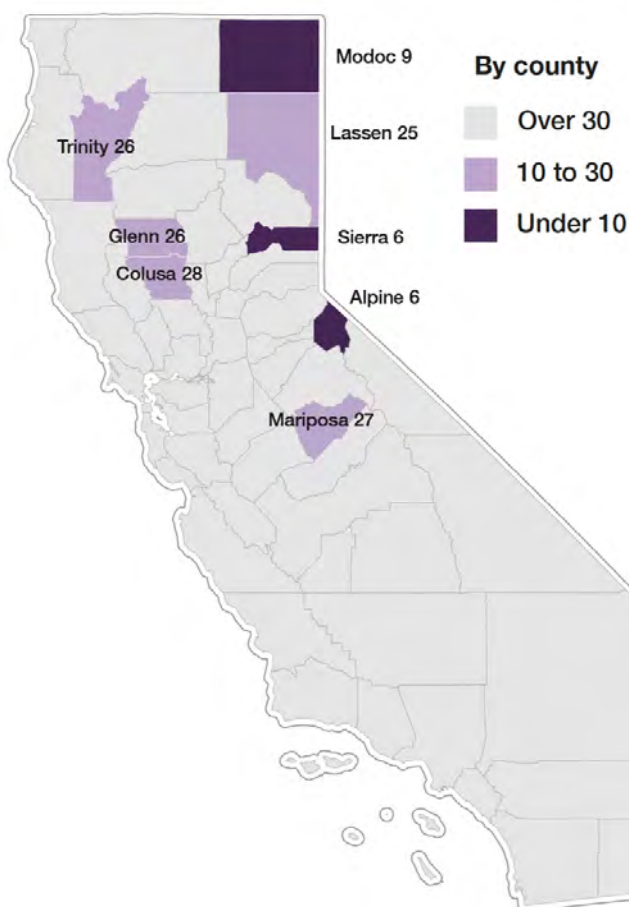 Modoc 9
By county
Over 30
Lassen 25
Trinity 26
10 to 30
Under 10
Glenn 26
Sierra 6
Colusa 28
Alpine 6
Mariposa 27